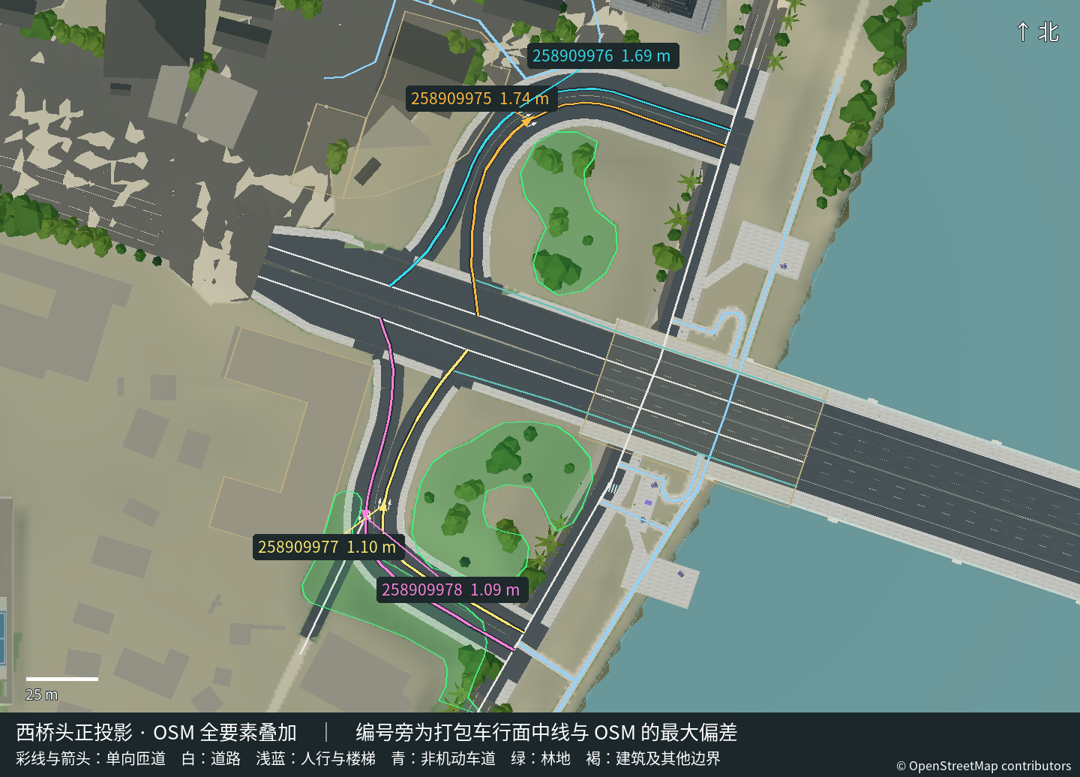 ↑ 北
258909976 1.69 m
258909975 1.74 m
258909977 1.10 m
258909978 1.09 m
25 m
西桥头正投影 · OSM 全要素叠加 ｜ 编号旁为打包车行面中线与 OSM 的最大偏差
彩线与箭头：单向匝道 白：道路 浅蓝：人行与楼梯 青：非机动车道 绿：林地 褐：建筑及其他边界
© OpenStreetMap contributors